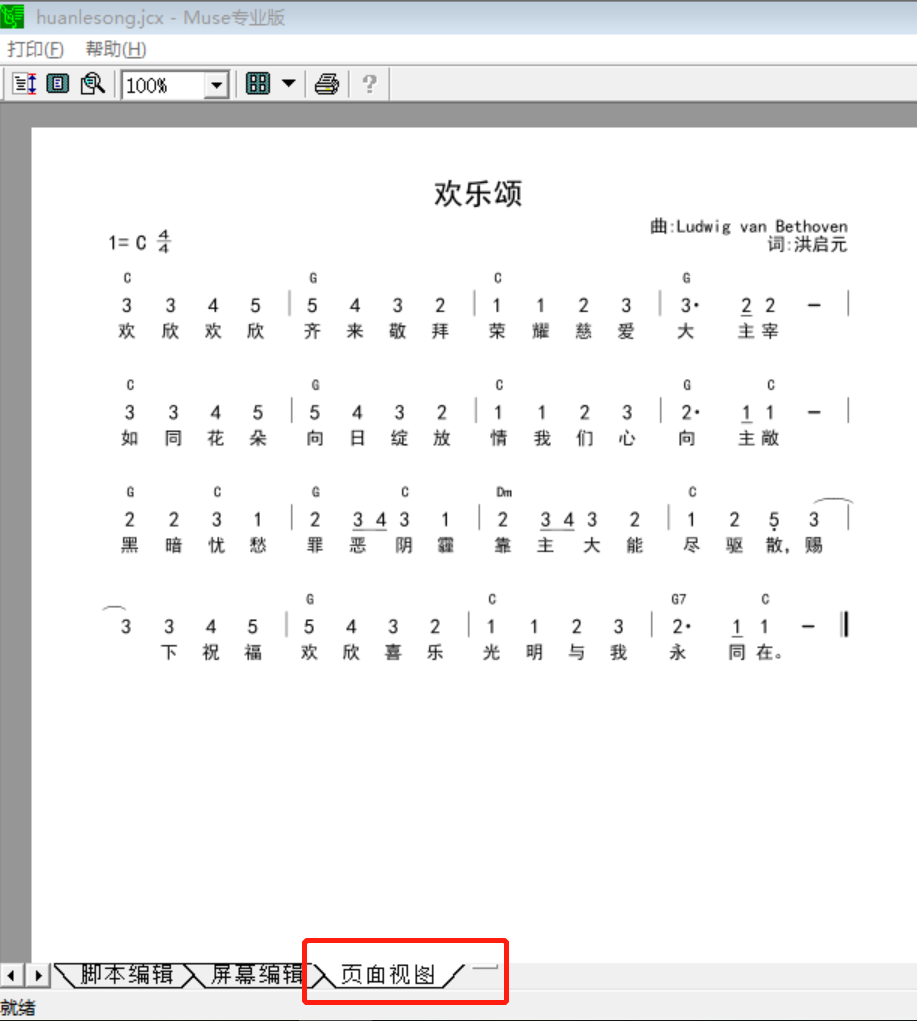 huanlesong.jcx - Muse专业版
打印(F) 帮助(H)
100%
?
欢乐颂
曲:Ludwig van Bethoven
1= C 4/4
词:洪启元
C G C G
3 3 4 5 | 5 4 3 2 | 1 1 2 3 | 3· 2 2 - |
欢 欣 欢 欣 齐 来 敬 拜 荣 耀 慈 爱 大 主 宰
C G C G C
3 3 4 5 | 5 4 3 2 | 1 1 2 3 | 2· 1 1 - |
如 同 花 朵 向 日 绽 放 情 我 们 心 向 主 敞
G C G C Dm C
2 2 3 1 | 2 3 4 3 1 | 2 3 4 3 2 | 1 2 5 3 |
黑 暗 忧 愁 罪 恶 阴 霾 靠 主 大 能 尽 驱 散, 赐
G C G7 C
3 3 4 5 | 5 4 3 2 | 1 1 2 3 | 2· 1 1 - ‖
下 祝 福 欢 欣 喜 乐 光 明 与 我 永 同 在。
脚本编辑 屏幕编辑 页面视图
就绪